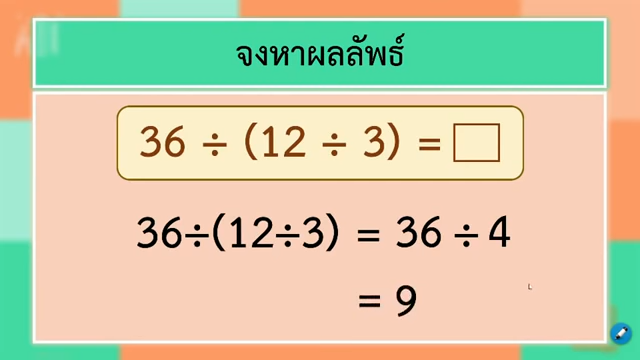 จงหาผลลัพธ์
36 ÷ (12 ÷ 3) = □
36÷(12÷3) = 36 ÷ 4
= 9